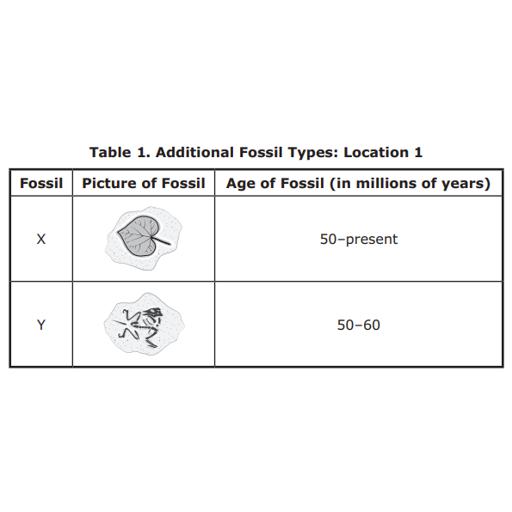 Table 1. Additional Fossil Types: Location 1
Fossil Picture of Fossil Age of Fossil (in millions of years)
X 50–present
Y 50–60